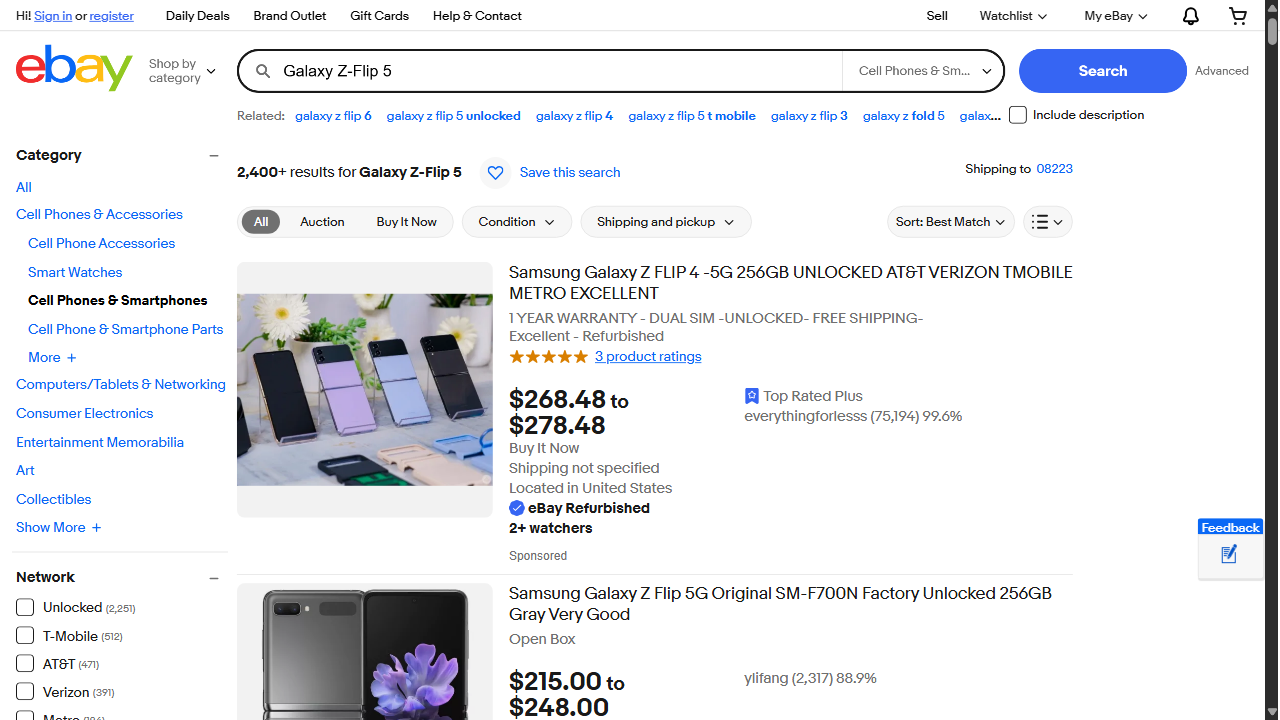 Hi! Sign in or register
Daily Deals
Brand Outlet
Gift Cards
Help & Contact
Sell
Watchlist
My eBay
ebay
Shop by
category
Galaxy Z-Flip 5
Cell Phones & Sm...
Search
Advanced
Related: galaxy z flip 6 galaxy z flip 5 unlocked galaxy z flip 4 galaxy z flip 5 t mobile galaxy z flip 3 galaxy z fold 5 galax...
Include description
Category
All
Cell Phones & Accessories
Cell Phone Accessories
Smart Watches
Cell Phones & Smartphones
Cell Phone & Smartphone Parts
More +
Computers/Tablets & Networking
Consumer Electronics
Entertainment Memorabilia
Art
Collectibles
Show More +
Network
Unlocked (2,251)
T-Mobile (512)
AT&T (471)
Verizon (391)
2,400+ results for Galaxy Z-Flip 5
Save this search
Shipping to 08223
All
Auction
Buy It Now
Condition
Shipping and pickup
Sort: Best Match
Samsung Galaxy Z FLIP 4 -5G 256GB UNLOCKED AT&T VERIZON TMOBILE
METRO EXCELLENT
1 YEAR WARRANTY - DUAL SIM -UNLOCKED- FREE SHIPPING-
Excellent - Refurbished
3 product ratings
$268.48 to
$278.48
Buy It Now
Shipping not specified
Located in United States
eBay Refurbished
2+ watchers
Sponsored
Top Rated Plus
everythingforlesss (75,194) 99.6%
Samsung Galaxy Z Flip 5G Original SM-F700N Factory Unlocked 256GB
Gray Very Good
Open Box
$215.00 to
$248.00
ylifang (2,317) 88.9%
Feedback